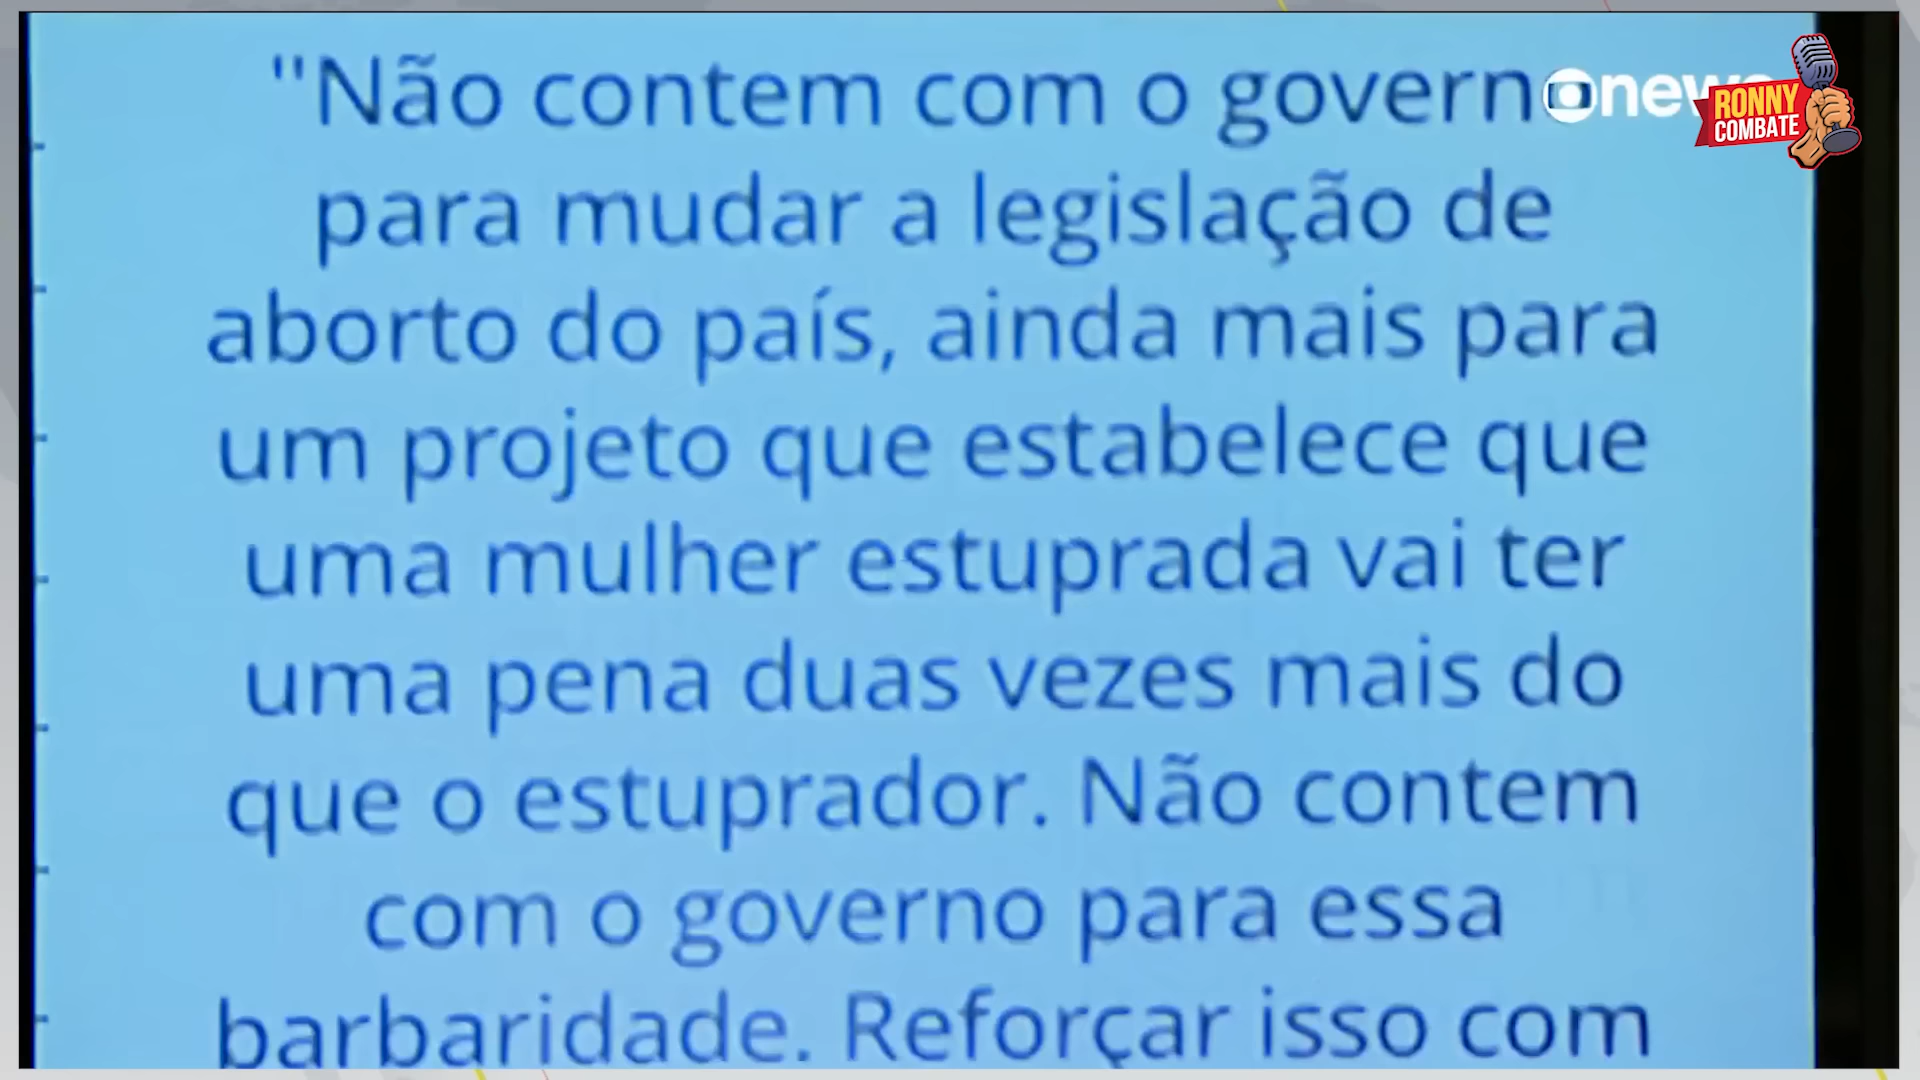 "Não contem com o governo
para mudar a legislação de
aborto do país, ainda mais para
um projeto que estabelece que
uma mulher estuprada vai ter
uma pena duas vezes mais do
que o estuprador. Não contem
com o governo para essa
barbaridade. Reforçar isso com
news
RONNY
COMBATE